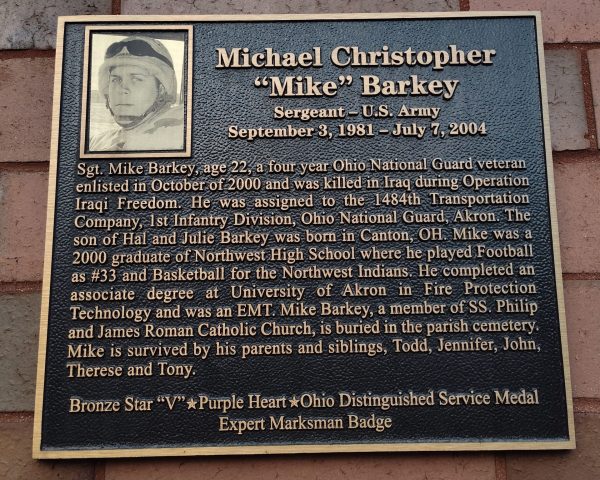 Michael Christopher
“Mike” Barkey
Sergeant – U.S. Army
September 3, 1981 – July 7, 2004
Sgt. Mike Barkey, age 22, a four year Ohio National Guard veteran
enlisted in October of 2000 and was killed in Iraq during Operation
Iraqi Freedom. He was assigned to the 1484th Transportation
Company, 1st Infantry Division, Ohio National Guard, Akron. The
son of Hal and Julie Barkey was born in Canton, OH. Mike was a
2000 graduate of Northwest High School where he played Football
as #33 and Basketball for the Northwest Indians. He completed an
associate degree at University of Akron in Fire Protection
Technology and was an EMT. Mike Barkey, a member of SS. Philip
and James Roman Catholic Church, is buried in the parish cemetery.
Mike is survived by his parents and siblings, Todd, Jennifer, John,
Therese and Tony.
Bronze Star “V”★Purple Heart★Ohio Distinguished Service Medal
Expert Marksman Badge